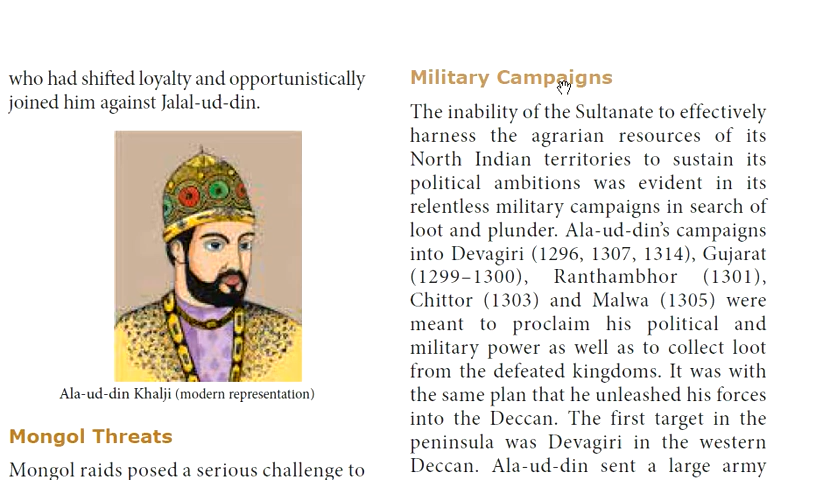 who had shifted loyalty and opportunistically
joined him against Jalal-ud-din.
Ala-ud-din Khalji (modern representation)
Mongol Threats
Mongol raids posed a serious challenge to
Military Campaigns
The inability of the Sultanate to effectively
harness the agrarian resources of its
North Indian territories to sustain its
political ambitions was evident in its
relentless military campaigns in search of
loot and plunder. Ala-ud-din’s campaigns
into Devagiri (1296, 1307, 1314), Gujarat
(1299–1300), Ranthambhor (1301),
Chittor (1303) and Malwa (1305) were
meant to proclaim his political and
military power as well as to collect loot
from the defeated kingdoms. It was with
the same plan that he unleashed his forces
into the Deccan. The first target in the
peninsula was Devagiri in the western
Deccan. Ala-ud-din sent a large army